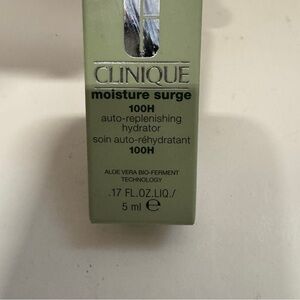 CLINIQUE
moisture surge
100H
auto-replenishing
hydrator
soin auto-réhydratant
100H
ALOE VERA BIO-FERMENT
TECHNOLOGY
.17 FL.OZ.LIQ./
5 ml ℮